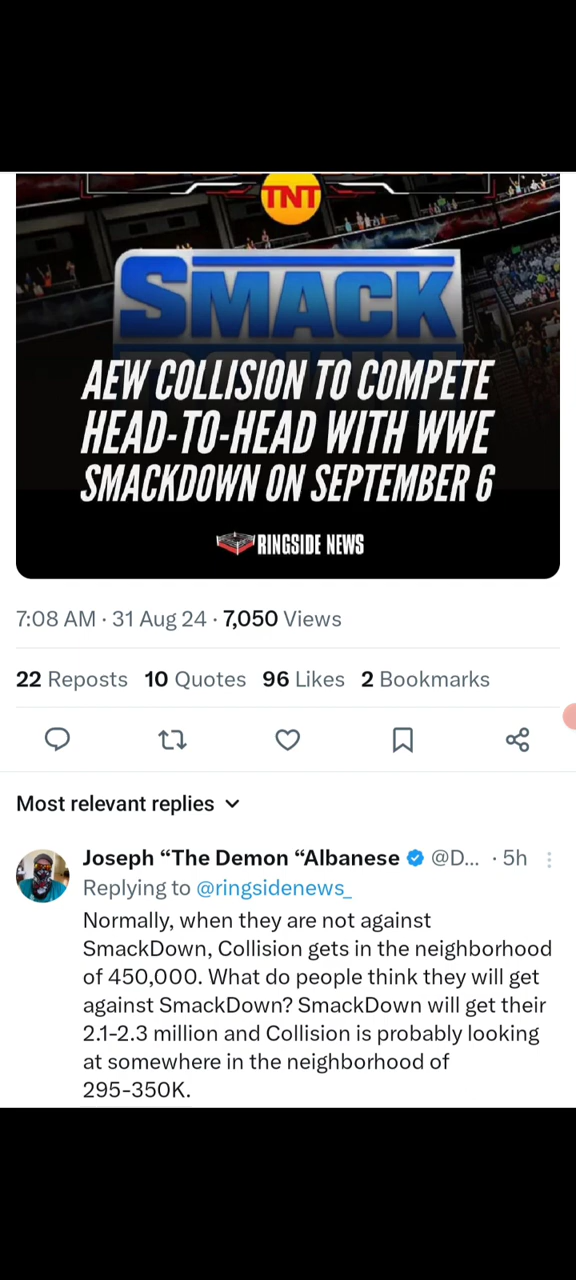 TNT
SMACK
AEW COLLISION TO COMPETE
HEAD-TO-HEAD WITH WWE
SMACKDOWN ON SEPTEMBER 6
RINGSIDE NEWS
7:08 AM · 31 Aug 24 · 7,050 Views
22 Reposts 10 Quotes 96 Likes 2 Bookmarks
Most relevant replies
Joseph “The Demon “Albanese @D... · 5h
Replying to @ringsidenews_
Normally, when they are not against
SmackDown, Collision gets in the neighborhood
of 450,000. What do people think they will get
against SmackDown? SmackDown will get their
2.1-2.3 million and Collision is probably looking
at somewhere in the neighborhood of
295-350K.